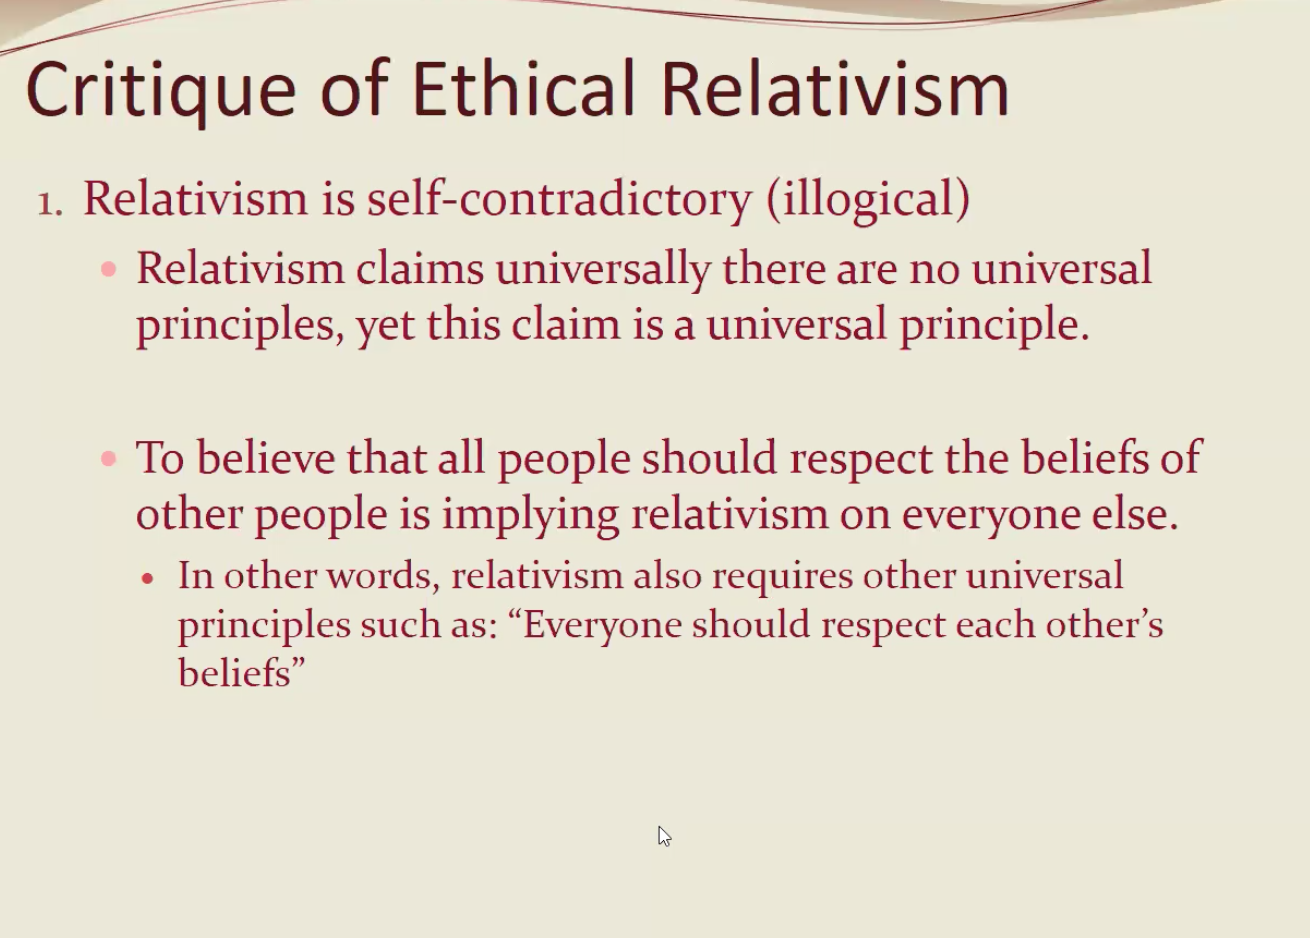 Critique of Ethical Relativism
1. Relativism is self-contradictory (illogical)
• Relativism claims universally there are no universal
principles, yet this claim is a universal principle.
• To believe that all people should respect the beliefs of
other people is implying relativism on everyone else.
• In other words, relativism also requires other universal
principles such as: “Everyone should respect each other’s
beliefs”